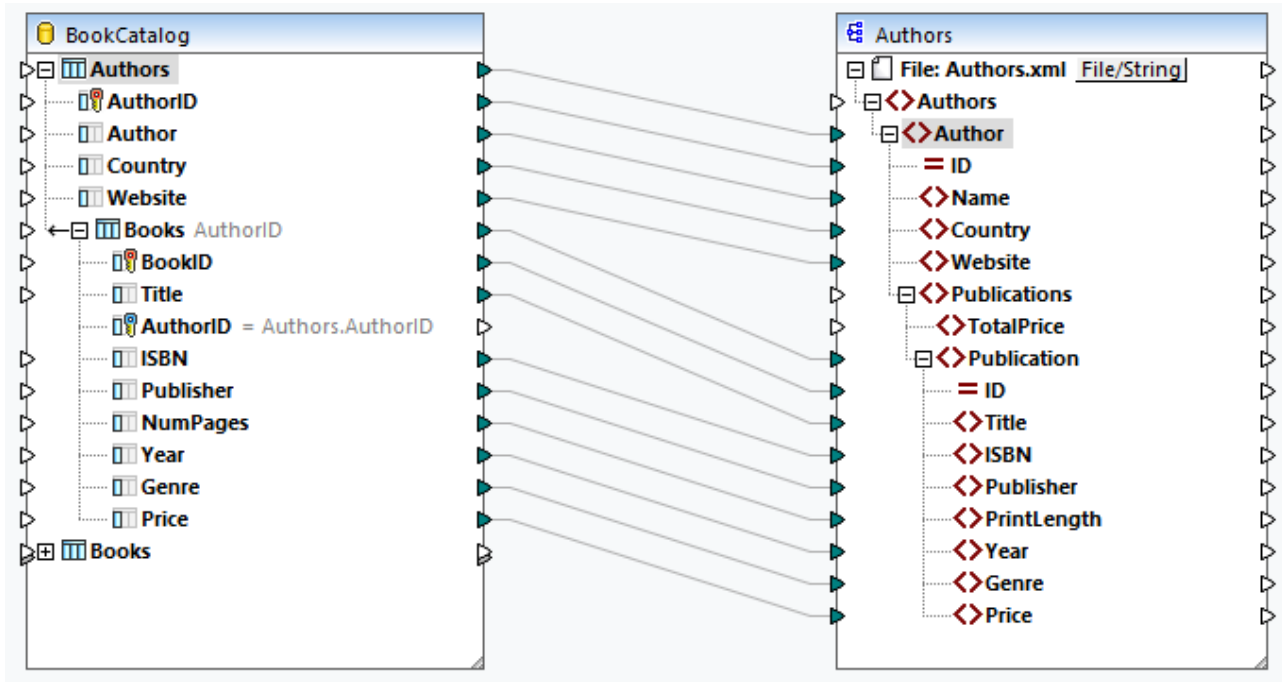 BookCatalog
Authors
AuthorID
Author
Country
Website
Books AuthorID
BookID
Title
AuthorID = Authors.AuthorID
ISBN
Publisher
NumPages
Year
Genre
Price
Books
Authors
File: Authors.xml File/String
Authors
Author
ID
Name
Country
Website
Publications
TotalPrice
Publication
ID
Title
ISBN
Publisher
PrintLength
Year
Genre
Price